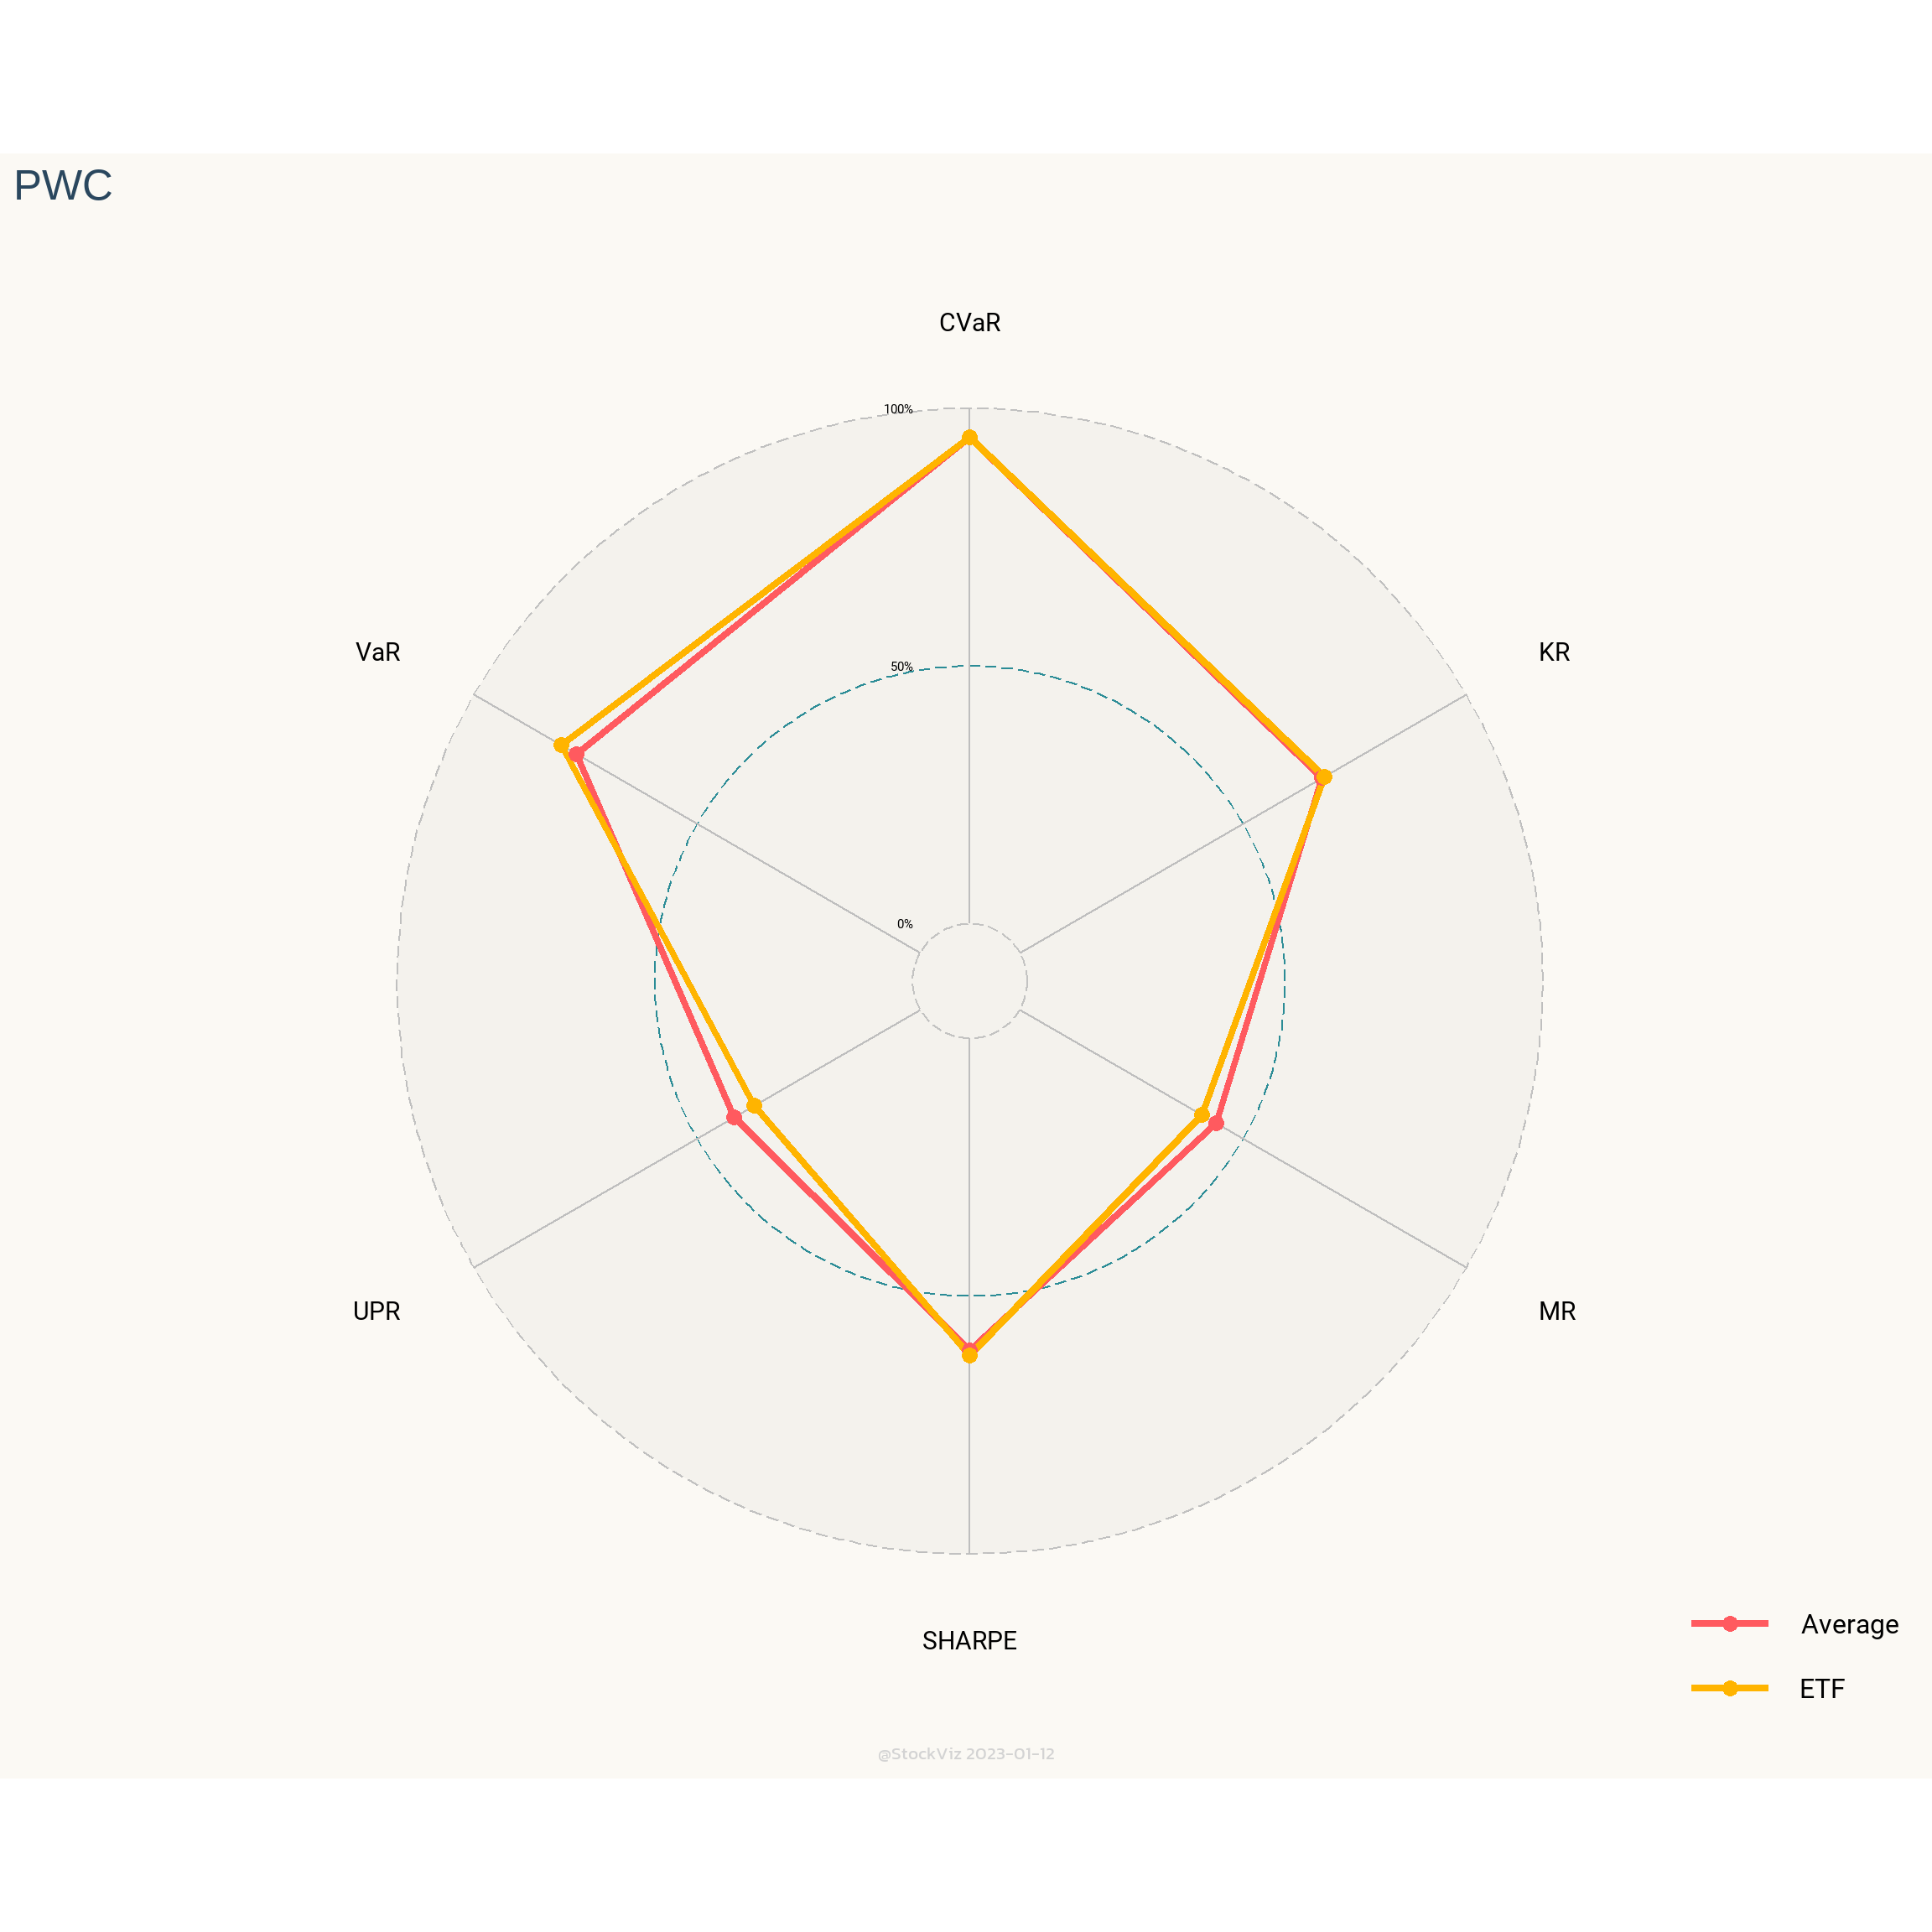 PWC
CVaR
100%
VaR
KR
50%
0%
UPR
MR
SHARPE
Average
ETF
@StockViz 2023-01-12